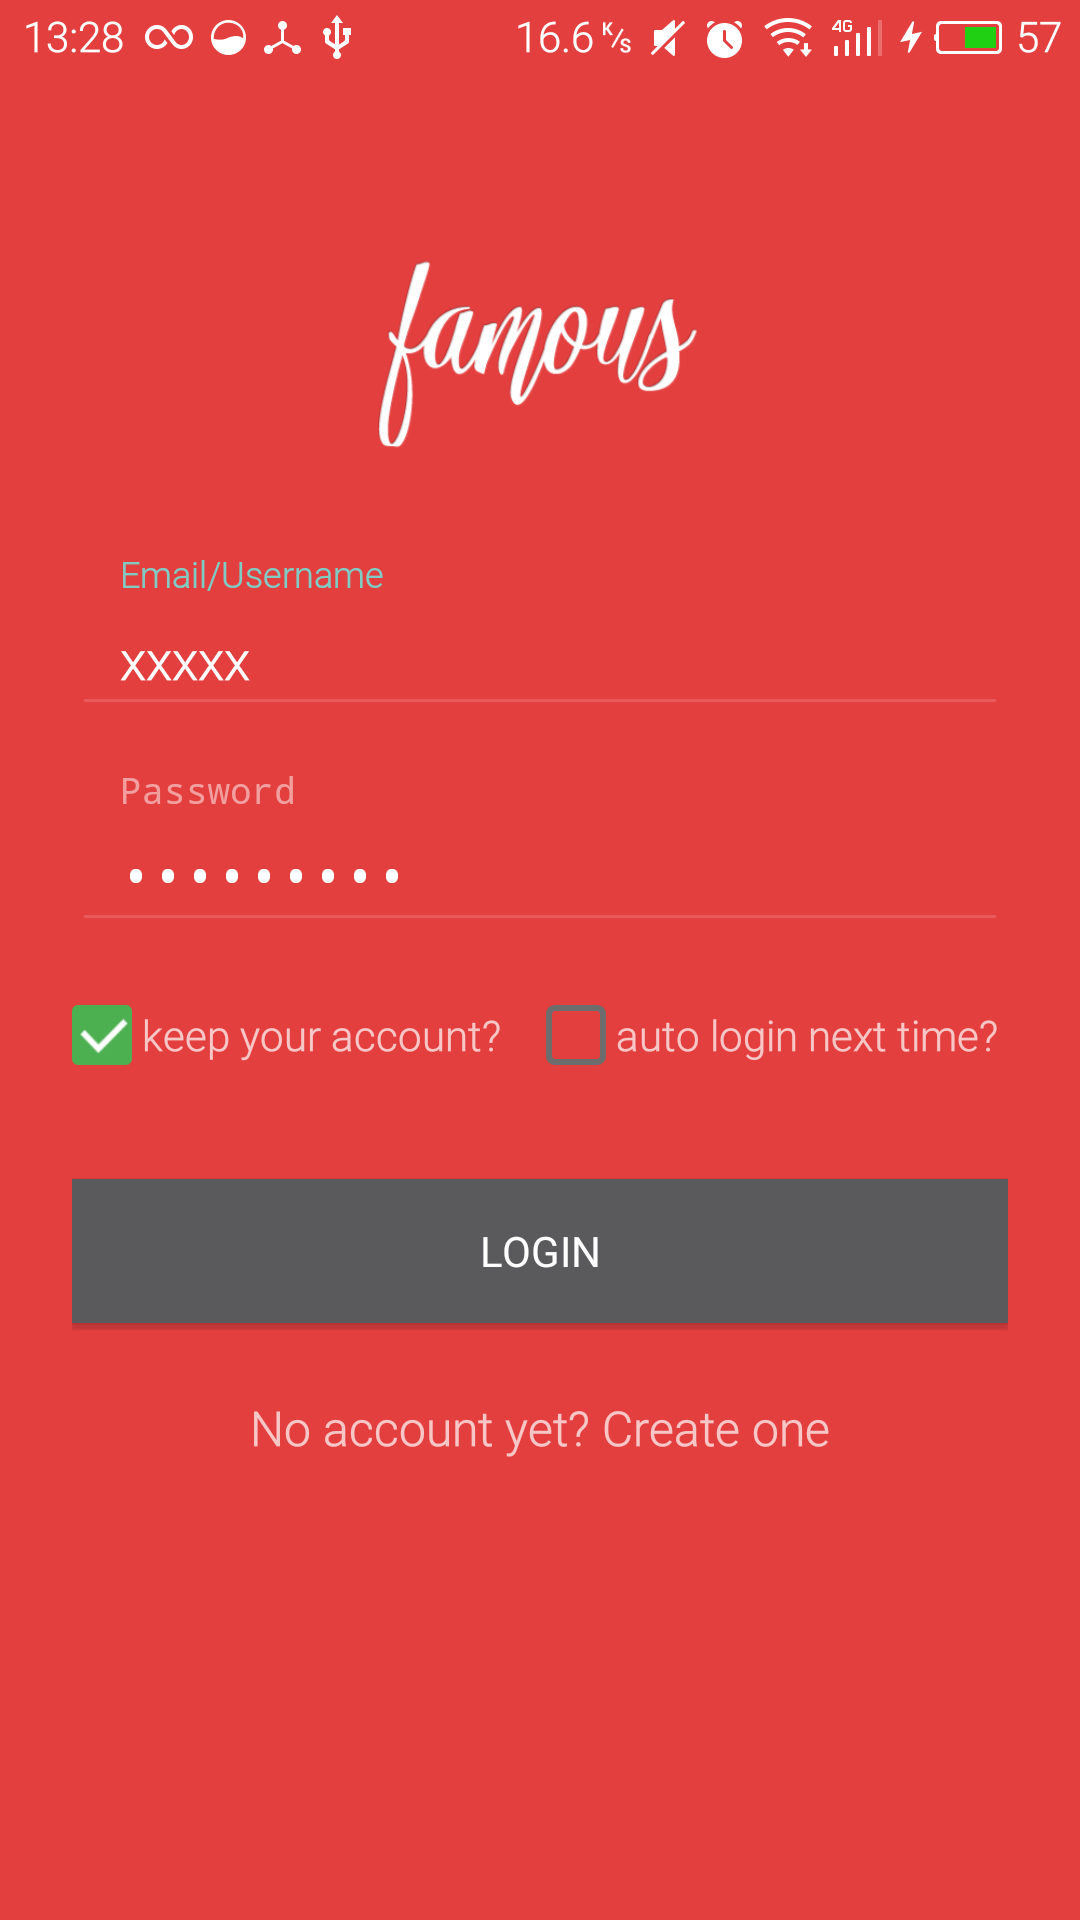 13:28 16.6 K/s 4G 57
famous
Email/Username
XXXXX
Password
•••••••••
keep your account? auto login next time?
LOGIN
No account yet? Create one